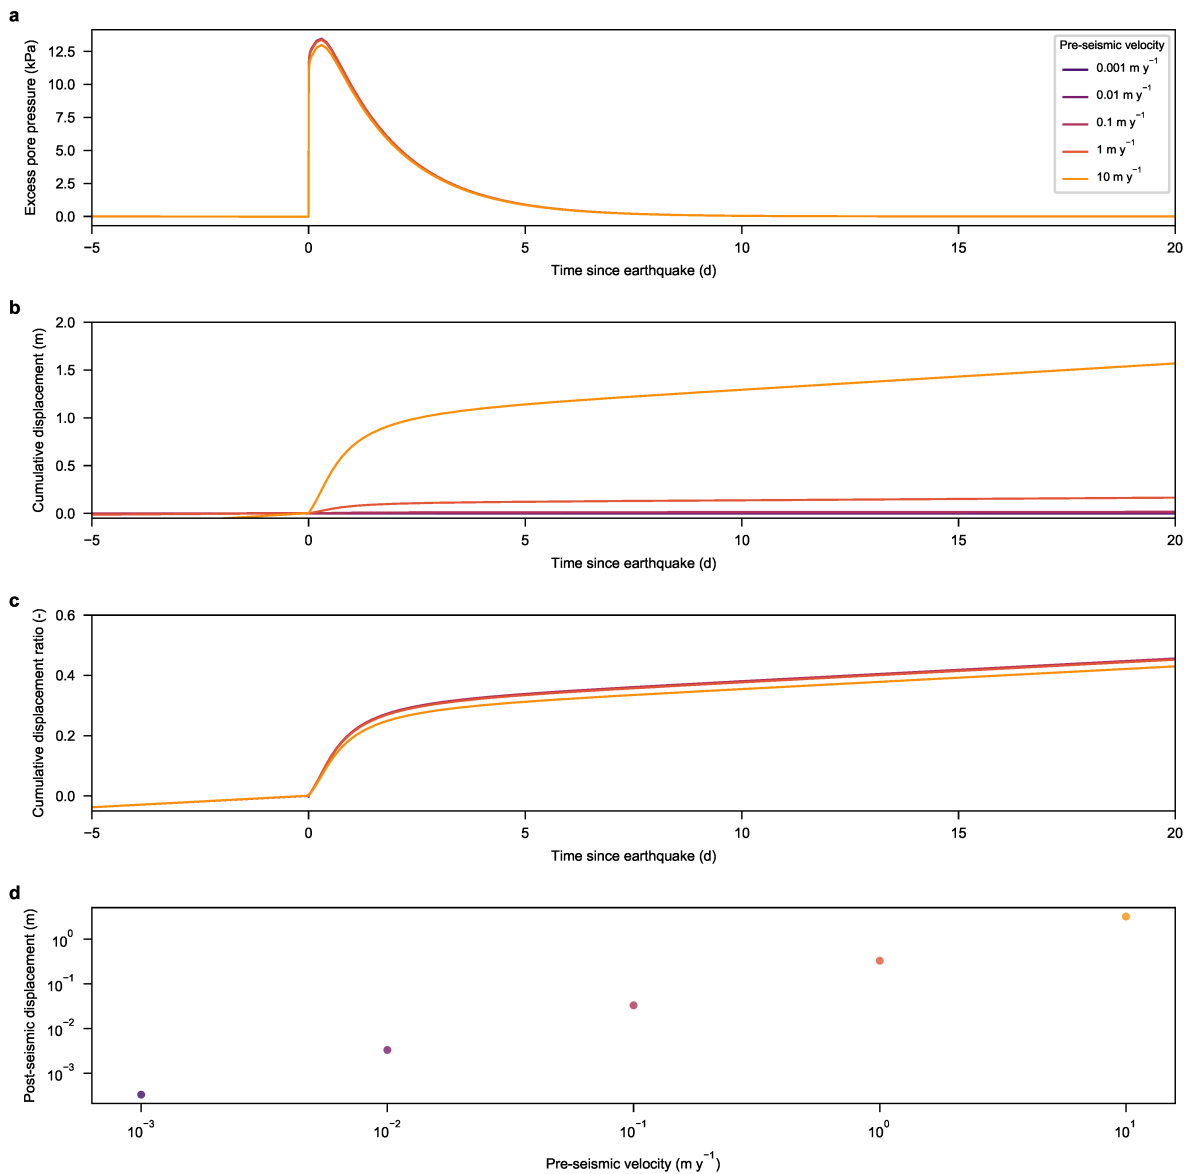 a
Excess pore pressure (kPa)
12.5
10.0
7.5
5.0
2.5
0.0
−5 0 5 10 15 20
Time since earthquake (d)
Pre-seismic velocity
0.001 m y⁻¹
0.01 m y⁻¹
0.1 m y⁻¹
1 m y⁻¹
10 m y⁻¹
b
Cumulative displacement (m)
2.0
1.5
1.0
0.5
0.0
−5 0 5 10 15 20
Time since earthquake (d)
c
Cumulative displacement ratio (-)
0.6
0.4
0.2
0.0
−5 0 5 10 15 20
Time since earthquake (d)
d
Post-seismic displacement (m)
10⁰
10⁻¹
10⁻²
10⁻³
10⁻³ 10⁻² 10⁻¹ 10⁰ 10¹
Pre-seismic velocity (m y⁻¹)